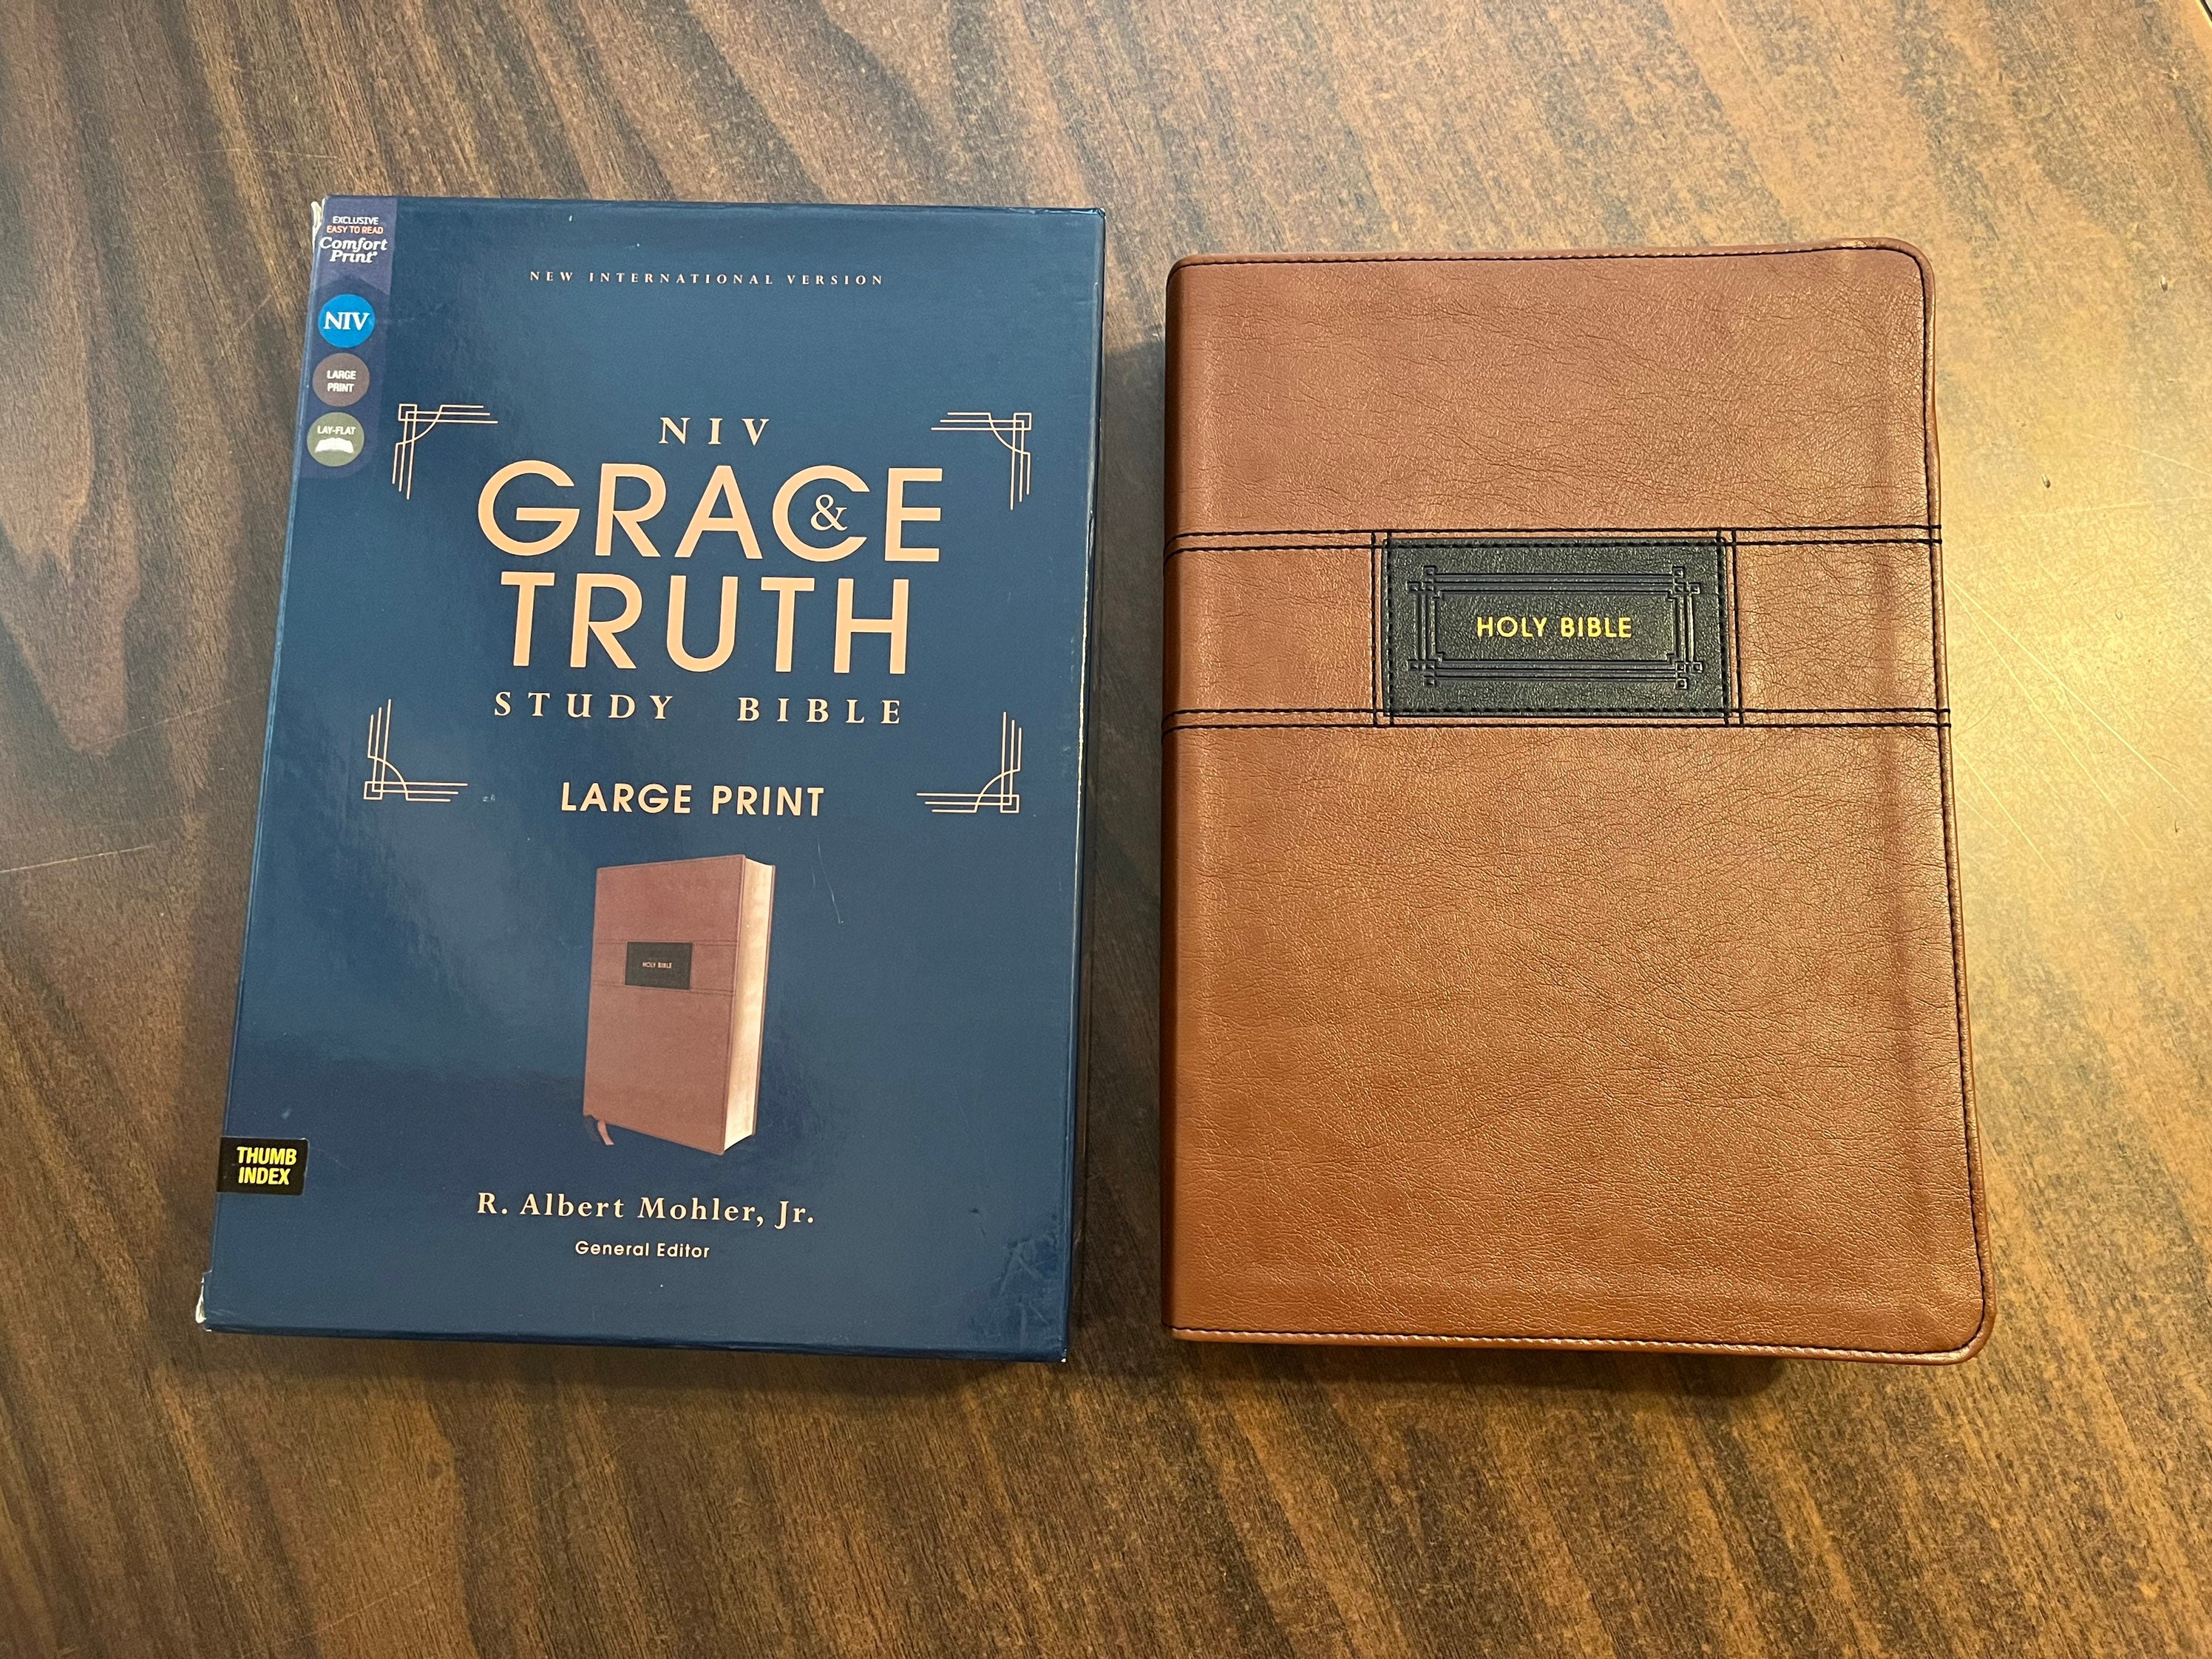 EXCLUSIVE
EASY TO READ
Comfort
Print®
NIV
LARGE
PRINT
LAY-FLAT
NEW INTERNATIONAL VERSION
NIV
GRACE &
TRUTH
STUDY BIBLE
LARGE PRINT
HOLY BIBLE
THUMB
INDEX
R. Albert Mohler, Jr.
General Editor
HOLY BIBLE